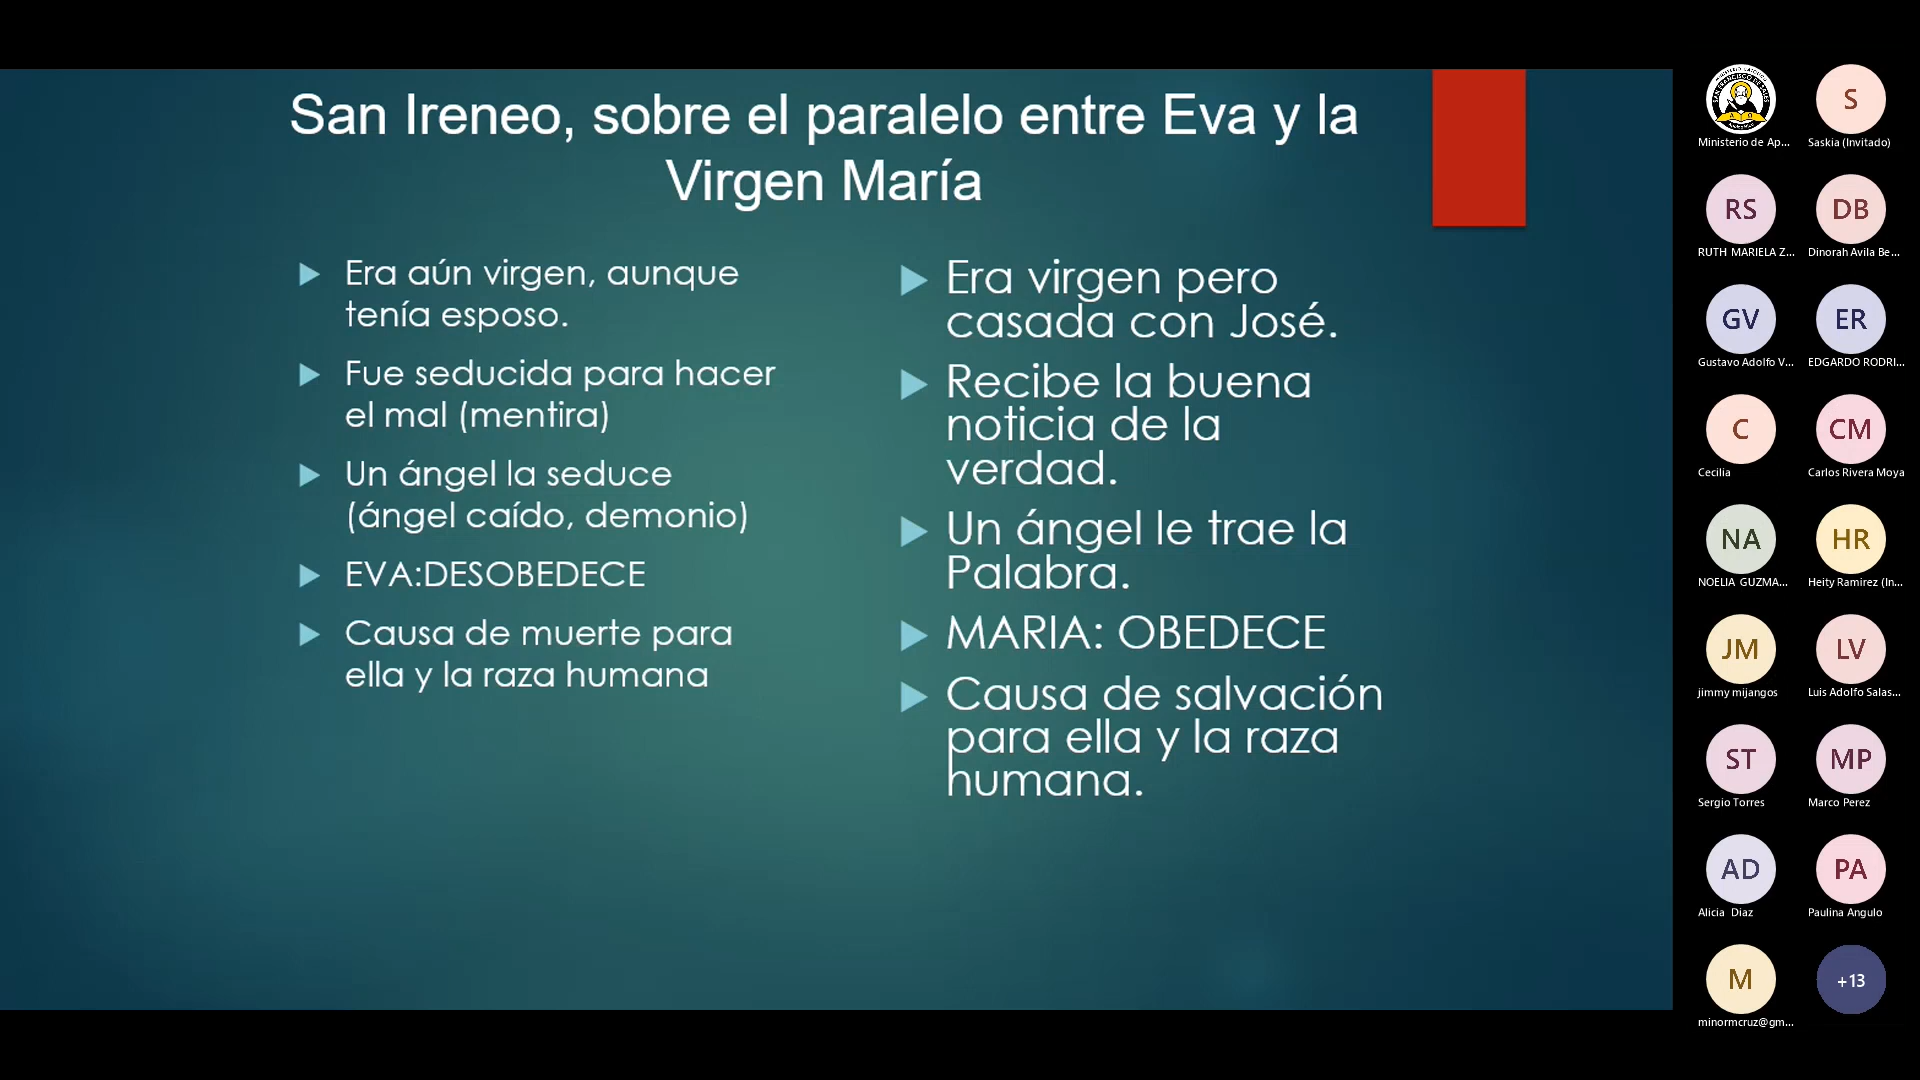 San Ireneo, sobre el paralelo entre Eva y la
Virgen María
Era aún virgen, aunque
tenía esposo.
Fue seducida para hacer
el mal (mentira)
Un ángel la seduce
(ángel caído, demonio)
EVA:DESOBEDECE
Causa de muerte para
ella y la raza humana
Era virgen pero
casada con José.
Recibe la buena
noticia de la
verdad.
Un ángel le trae la
Palabra.
MARIA: OBEDECE
Causa de salvación
para ella y la raza
humana.
Ministerio de Ap...
S
Saskia (Invitado)
RS
RUTH MARIELA Z...
DB
Dinorah Avila Be...
GV
Gustavo Adolfo V...
ER
EDGARDO RODRI...
C
Cecilia
CM
Carlos Rivera Moya
NA
NOELIA GUZMA...
HR
Heity Ramirez (In...
JM
jimmy mijangos
LV
Luis Adolfo Salas...
ST
Sergio Torres
MP
Marco Perez
AD
Alicia Diaz
PA
Paulina Angulo
M
minormcruz@gm...
+13